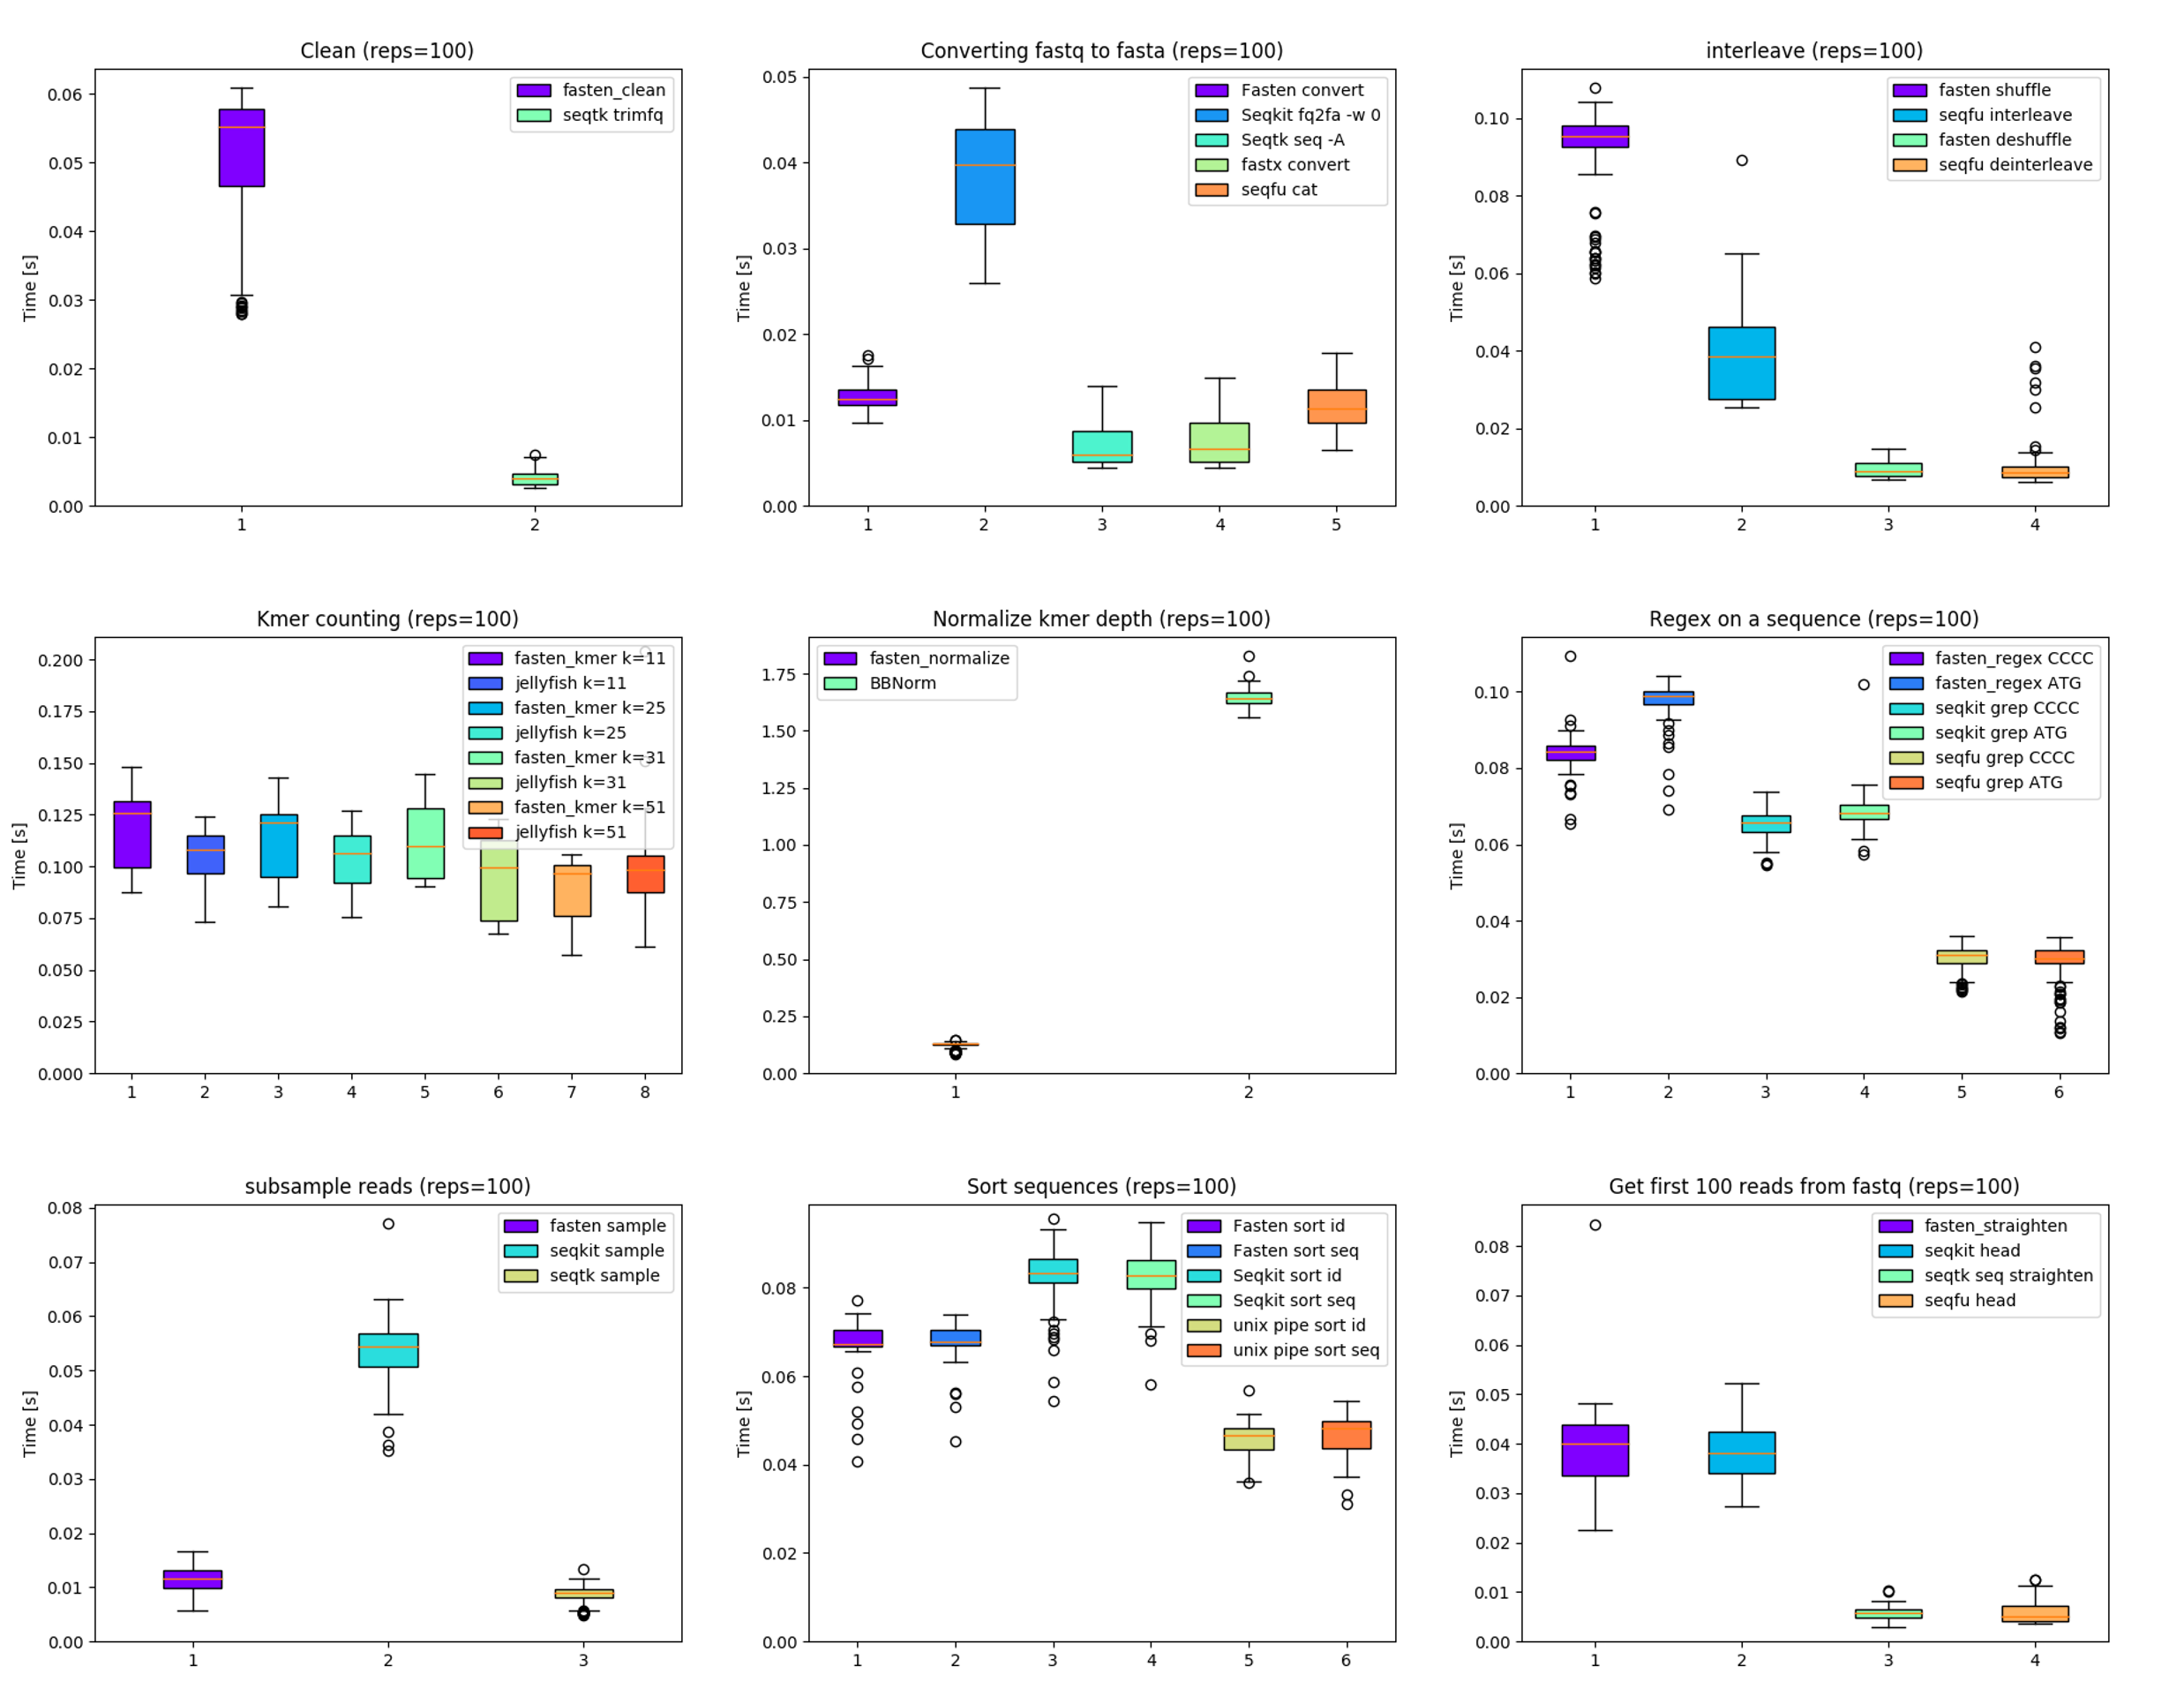 Clean (reps=100)
Time [s]
0.06
0.05
0.04
0.03
0.02
0.01
0.00
1 2
fasten_clean
seqtk trimfq
Converting fastq to fasta (reps=100)
Time [s]
0.05
0.04
0.03
0.02
0.01
0.00
1 2 3 4 5
Fasten convert
Seqkit fq2fa -w 0
Seqtk seq -A
fastx convert
seqfu cat
interleave (reps=100)
Time [s]
0.10
0.08
0.06
0.04
0.02
0.00
1 2 3 4
fasten shuffle
seqfu interleave
fasten deshuffle
seqfu deinterleave
Kmer counting (reps=100)
Time [s]
0.200
0.175
0.150
0.125
0.100
0.075
0.050
0.025
0.000
1 2 3 4 5 6 7 8
fasten_kmer k=11
jellyfish k=11
fasten_kmer k=25
jellyfish k=25
fasten_kmer k=31
jellyfish k=31
fasten_kmer k=51
jellyfish k=51
Normalize kmer depth (reps=100)
Time [s]
1.75
1.50
1.25
1.00
0.75
0.50
0.25
0.00
1 2
fasten_normalize
BBNorm
Regex on a sequence (reps=100)
Time [s]
0.10
0.08
0.06
0.04
0.02
0.00
1 2 3 4 5 6
fasten_regex CCCC
fasten_regex ATG
seqkit grep CCCC
seqkit grep ATG
seqfu grep CCCC
seqfu grep ATG
subsample reads (reps=100)
Time [s]
0.08
0.07
0.06
0.05
0.04
0.03
0.02
0.01
0.00
1 2 3
fasten sample
seqkit sample
seqtk sample
Sort sequences (reps=100)
Time [s]
0.08
0.06
0.04
0.02
0.00
1 2 3 4 5 6
Fasten sort id
Fasten sort seq
Seqkit sort id
Seqkit sort seq
unix pipe sort id
unix pipe sort seq
Get first 100 reads from fastq (reps=100)
Time [s]
0.08
0.07
0.06
0.05
0.04
0.03
0.02
0.01
0.00
1 2 3 4
fasten_straighten
seqkit head
seqtk seq straighten
seqfu head